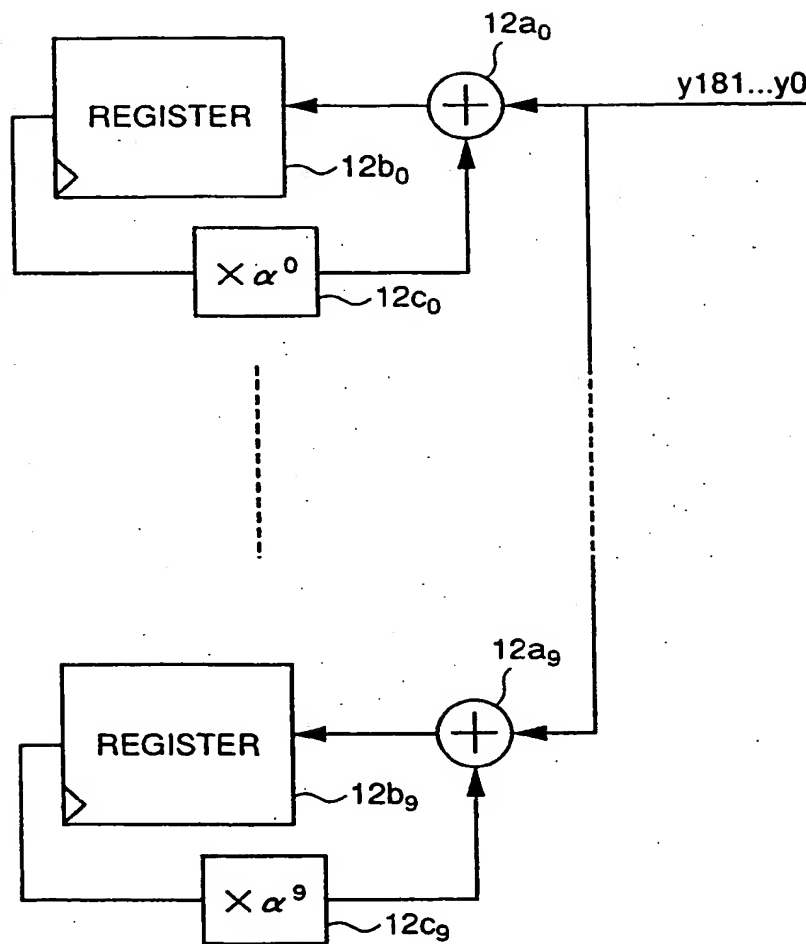 12a₀
y181...y0
REGISTER
12b₀
× α⁰
12c₀
12a₉
REGISTER
12b₉
× α⁹
12c₉